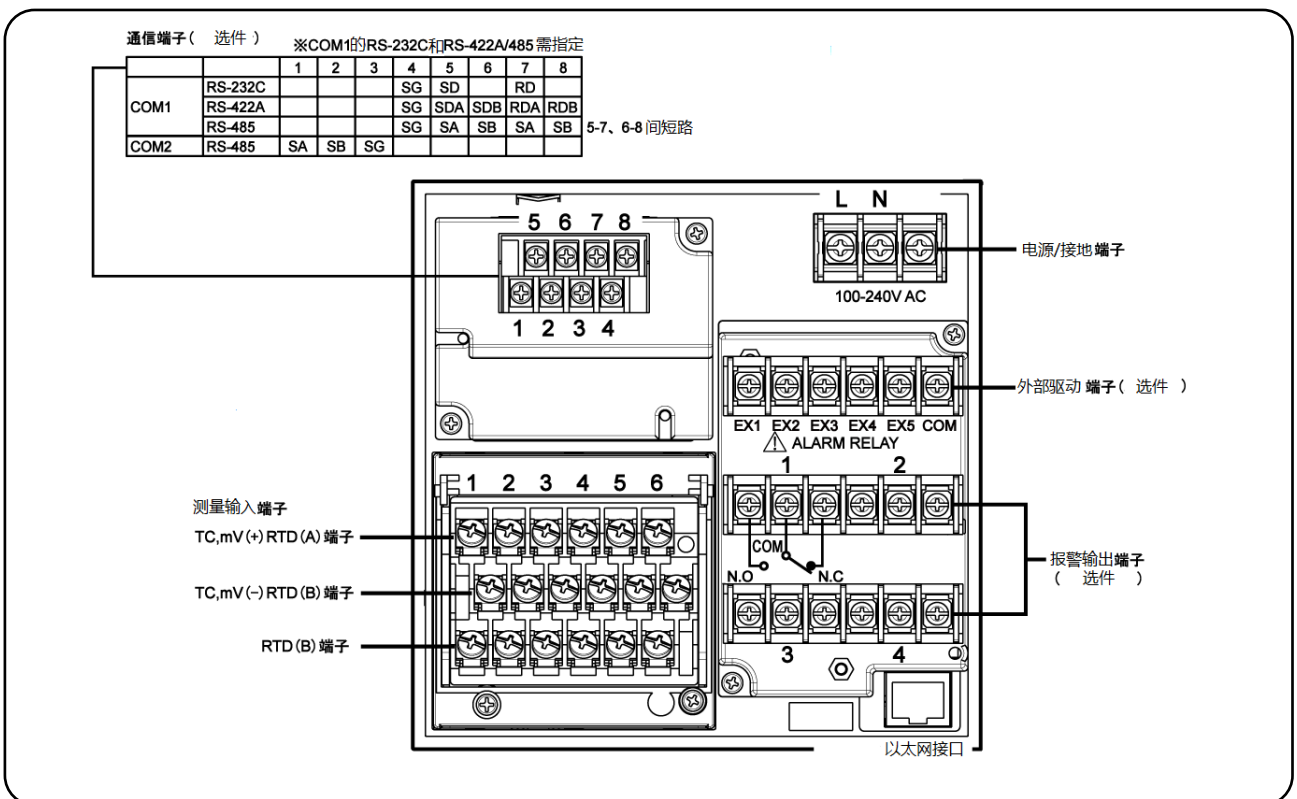 通信端子( 选件 )
※COM1的RS-232C和RS-422A/485需指定
1 2 3 4 5 6 7 8
COM1 RS-232C SG SD RD
RS-422A SG SDA SDB RDA RDB
RS-485 SG SA SB SA SB 5-7、6-8间短路
COM2 RS-485 SA SB SG
L N
5 6 7 8
电源/接地端子
100-240V AC
1 2 3 4
外部驱动 端子( 选件 )
EX1 EX2 EX3 EX4 EX5 COM
⚠ ALARM RELAY
1 2
1 2 3 4 5 6
测量输入端子
TC,mV(+) RTD(A) 端子
COM
N.O N.C
报警输出端子
( 选件 )
TC,mV(-) RTD(B) 端子
RTD(B) 端子
3 4
以太网接口